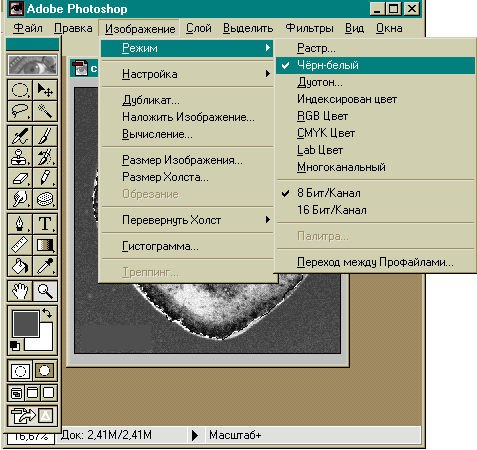 Adobe Photoshop
Файл Правка Изображение Слой Выделить Фильтры Вид Окна
Режим
Настройка
Дубликат...
Наложить Изображение...
Вычисление...
Размер Изображения...
Размер Холста...
Обрезание
Перевернуть Холст
Гистограмма...
Треппинг...
Растр...
Чёрн-белый
Дуотон...
Индексирован цвет
RGB Цвет
CMYK Цвет
Lab Цвет
Многоканальный
8 Бит/Канал
16 Бит/Канал
Палитра...
Переход между Профайлами...
с
T
16,67%
Док: 2,41M/2,41M
Масштаб+